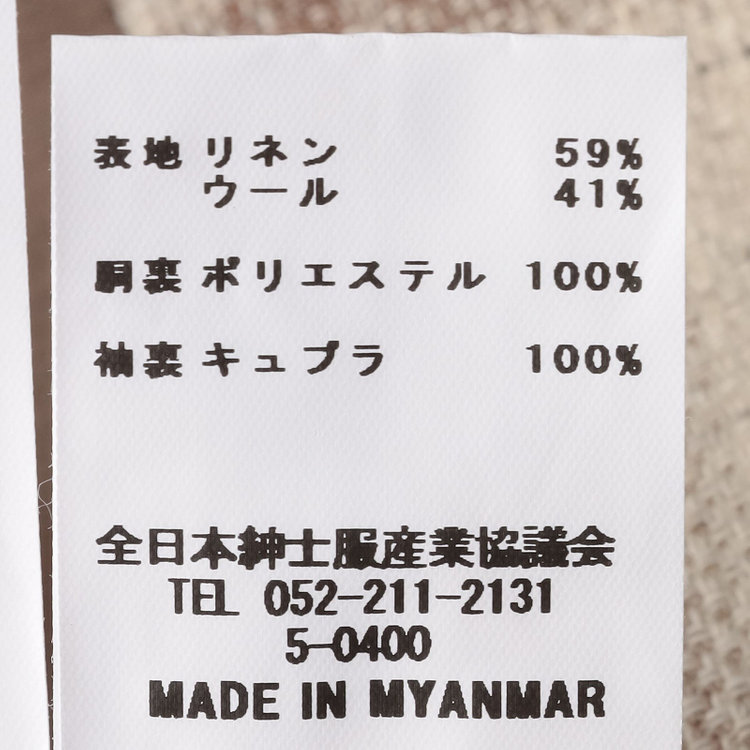 表地 リネン 59%
ウール 41%
胴裏 ポリエステル 100%
袖裏 キュプラ 100%
全日本紳士服産業協議会
TEL 052-211-2131
5-0400
MADE IN MYANMAR